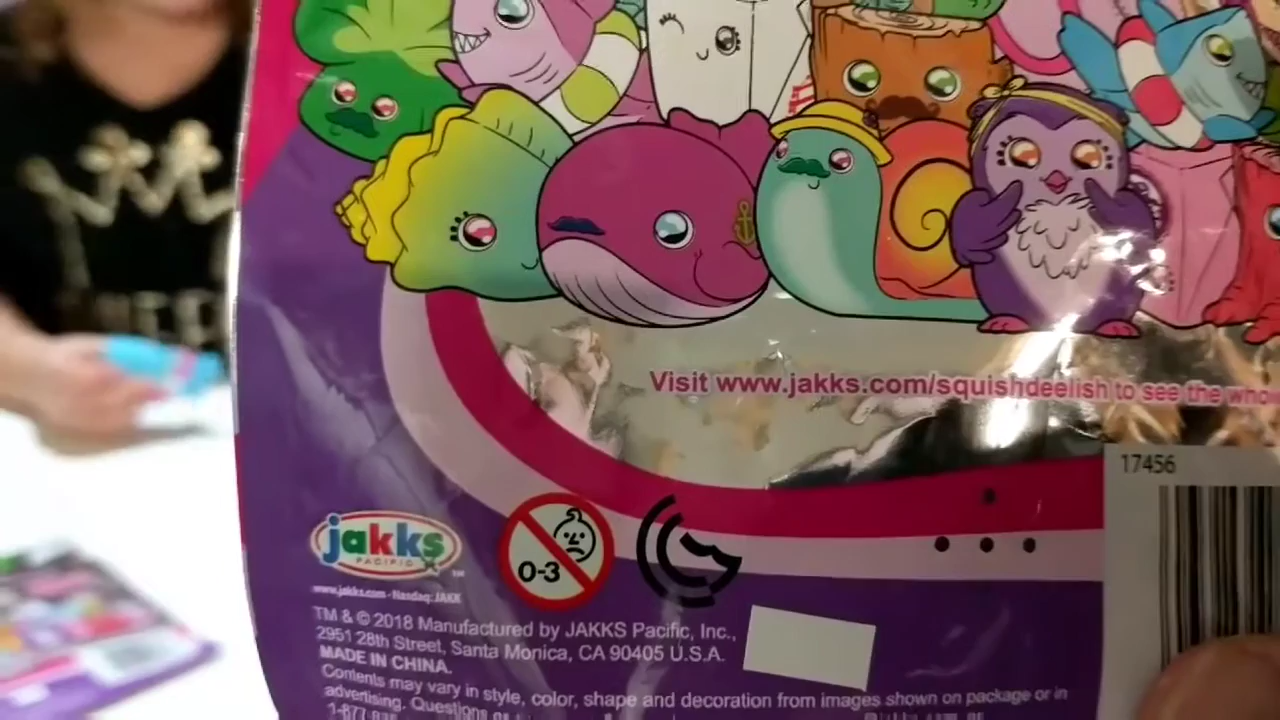 Visit www.jakks.com/squishdeelish to see the
17456
jakks
PACIFIC
TM
www.jakks.com - Nasdaq: JAKK
0-3
TM & © 2018 Manufactured by JAKKS Pacific, Inc.,
2951 28th Street, Santa Monica, CA 90405 U.S.A.
MADE IN CHINA.
Contents may vary in style, color, shape and decoration from images shown on package or in
advertising. Questions